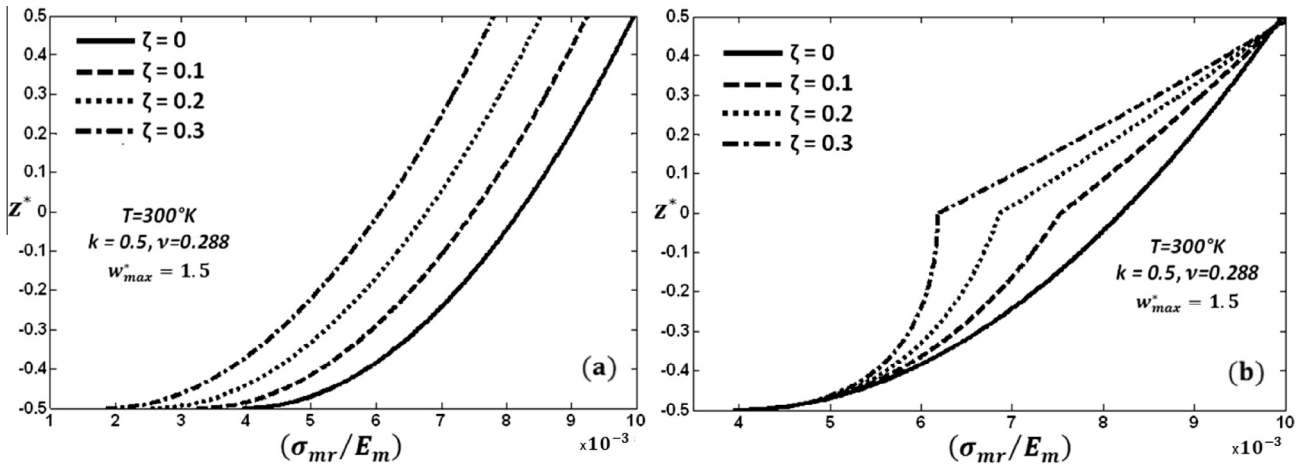 0.5
0.4
0.3
0.2
0.1
z* 0
-0.1
-0.2
-0.3
-0.4
-0.5
ζ = 0
ζ = 0.1
ζ = 0.2
ζ = 0.3
T=300°K
k = 0.5, ν=0.288
w*max = 1.5
(a)
1 2 3 4 5 6 7 8 9 10
(σmr/Em)
x10⁻³
0.5
0.4
0.3
0.2
0.1
z* 0
-0.1
-0.2
-0.3
-0.4
-0.5
ζ = 0
ζ = 0.1
ζ = 0.2
ζ = 0.3
T=300°K
k = 0.5, ν=0.288
w*max = 1.5
(b)
4 5 6 7 8 9 10
(σmr/Em)
x10⁻³